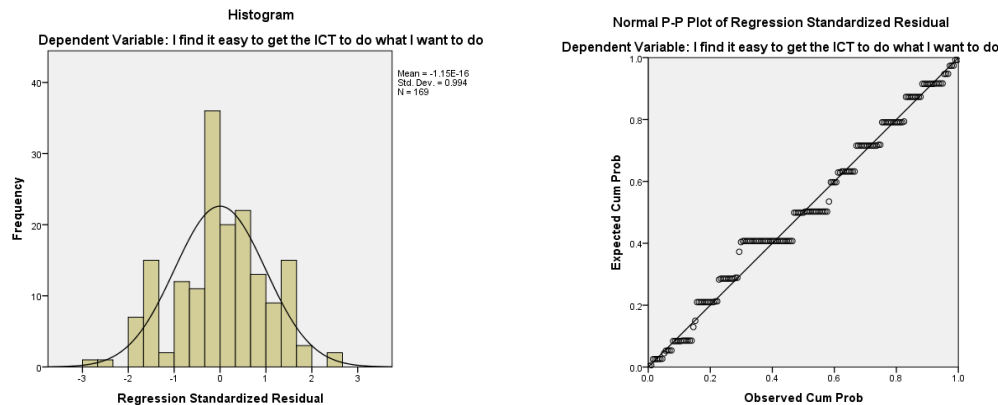 Histogram
Dependent Variable: I find it easy to get the ICT to do what I want to do
Mean = -1.15E-16
Std. Dev. = 0.994
N = 169
40
30
20
10
0
Frequency
-3 -2 -1 0 1 2 3
Regression Standardized Residual
Normal P-P Plot of Regression Standardized Residual
Dependent Variable: I find it easy to get the ICT to do what I want to do
1.0
0.8
0.6
0.4
0.2
0.0
Expected Cum Prob
0.0 0.2 0.4 0.6 0.8 1.0
Observed Cum Prob